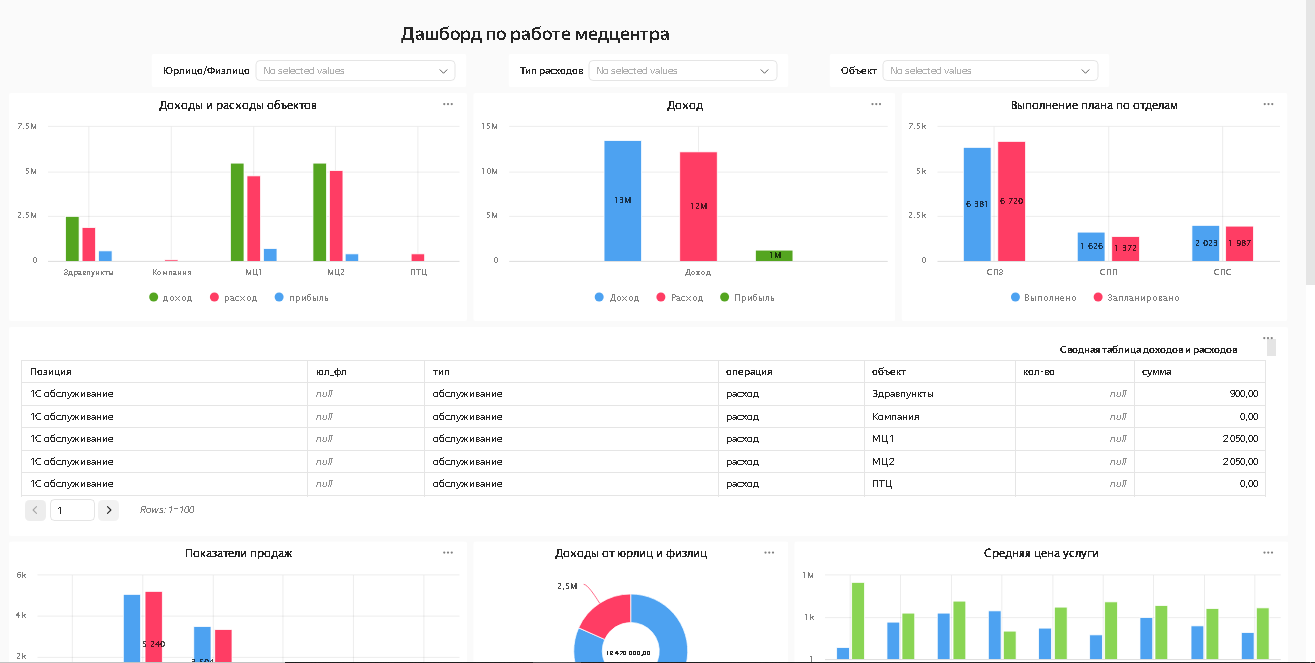 Дашборд по работе медцентра
Юрлицо/Физлицо No selected values Тип расходов No selected values Объект No selected values
Доходы и расходы объектов
7.5M
5M
2.5M
0
Здравпункты Компания МЦ1 МЦ2 ПТЦ
доход расход прибыль
Доход
15M
10M
5M
0
13M 12M 1M
Доход
Доход Расход Прибыль
Выполнение плана по отделам
7.5k
5k
2.5k
0
6 381 6 720 1 626 1 372 2 023 1 987
СПЗ СПП СПС
Выполнено Запланировано
Сводная таблица доходов и расходов
Позиция юл_фл тип операция объект кол-во сумма
1С обслуживание null обслуживание расход Здравпункты null 900,00
1С обслуживание null обслуживание расход Компания null 0,00
1С обслуживание null обслуживание расход МЦ1 null 2 050,00
1С обслуживание null обслуживание расход МЦ2 null 2 050,00
1С обслуживание null обслуживание расход ПТЦ null 0,00
1 Rows: 1–100
Показатели продаж
6k
4k
2k
5 240
Доходы от юрлиц и физлиц
2,5M
Средняя цена услуги
1M
1k
1